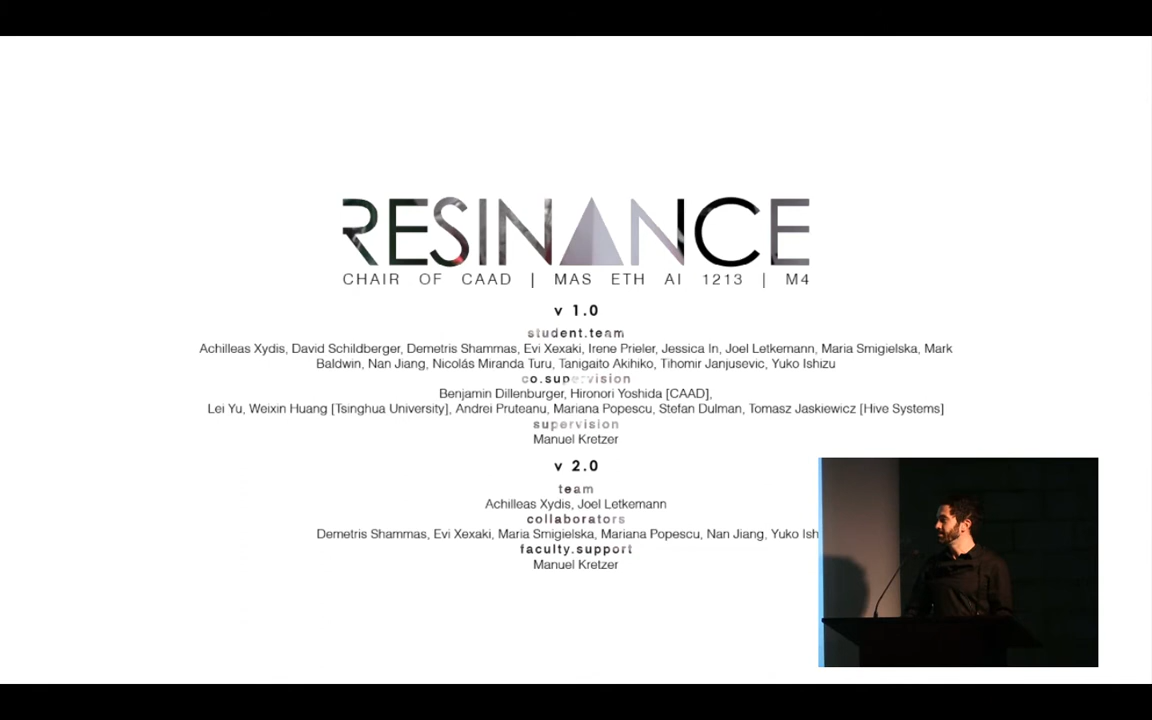 RESINANCE
CHAIR OF CAAD | MAS ETH AI 1213 | M4
v 1.0
student.team
Achilleas Xydis, David Schildberger, Demetris Shammas, Evi Xexaki, Irene Prieler, Jessica In, Joel Letkemann, Maria Smigielska, Mark
Baldwin, Nan Jiang, Nicolás Miranda Turu, Tanigaito Akihiko, Tihomir Janjusevic, Yuko Ishizu
co.supervision
Benjamin Dillenburger, Hironori Yoshida [CAAD],
Lei Yu, Weixin Huang [Tsinghua University], Andrei Pruteanu, Mariana Popescu, Stefan Dulman, Tomasz Jaskiewicz [Hive Systems]
supervision
Manuel Kretzer
v 2.0
team
Achilleas Xydis, Joel Letkemann
collaborators
Demetris Shammas, Evi Xexaki, Maria Smigielska, Mariana Popescu, Nan Jiang, Yuko Ish
faculty.support
Manuel Kretzer